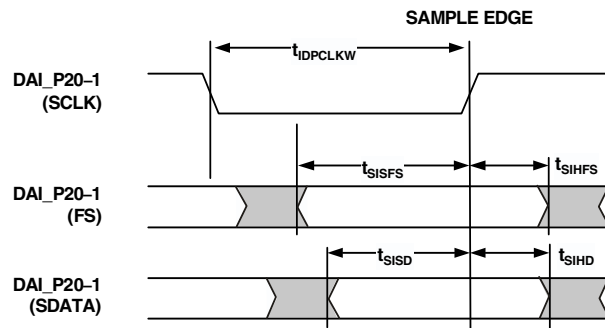 SAMPLE EDGE
tIDPCLKW
DAI_P20–1
(SCLK)
tSISFS
tSIHFS
DAI_P20–1
(FS)
tSISD
tSIHD
DAI_P20–1
(SDATA)